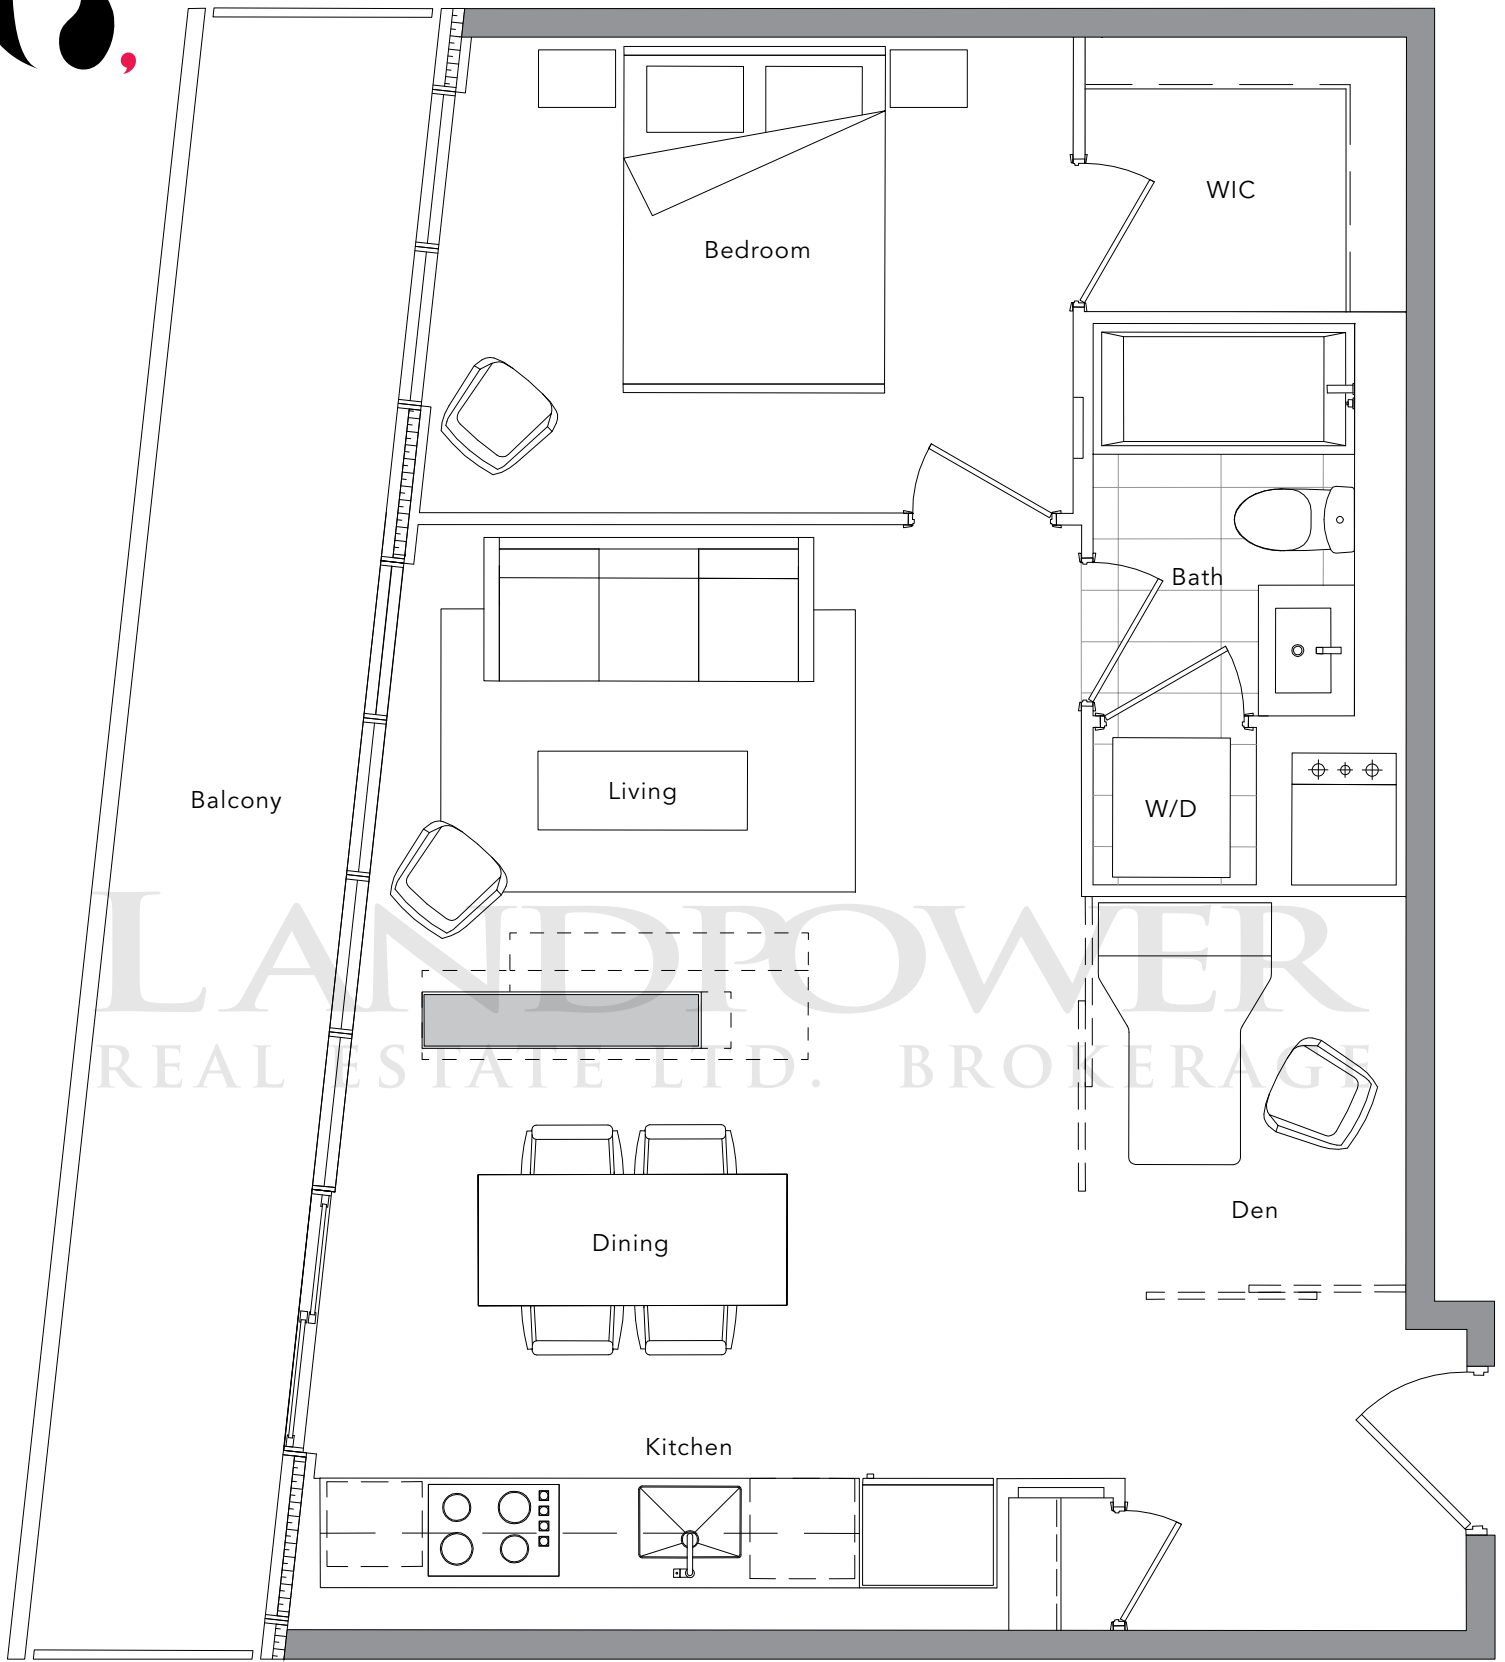 WIC
Bedroom
Bath
Living
Balcony
W/D
LANDPOWER
REAL ESTATE LTD. BROKERAGE
Den
Dining
Kitchen